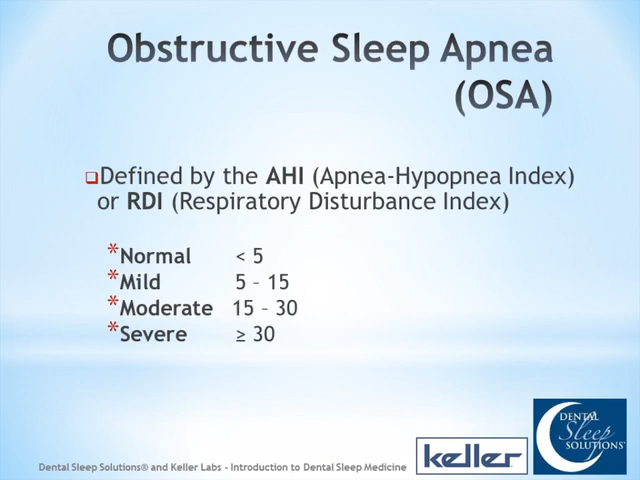 Obstructive Sleep Apnea
(OSA)
Defined by the AHI (Apnea-Hypopnea Index)
or RDI (Respiratory Disturbance Index)
*Normal < 5
*Mild 5 – 15
*Moderate 15 – 30
*Severe ≥ 30
Dental Sleep Solutions® and Keller Labs - Introduction to Dental Sleep Medicine
keller
DENTAL
Sleep
SOLUTIONS